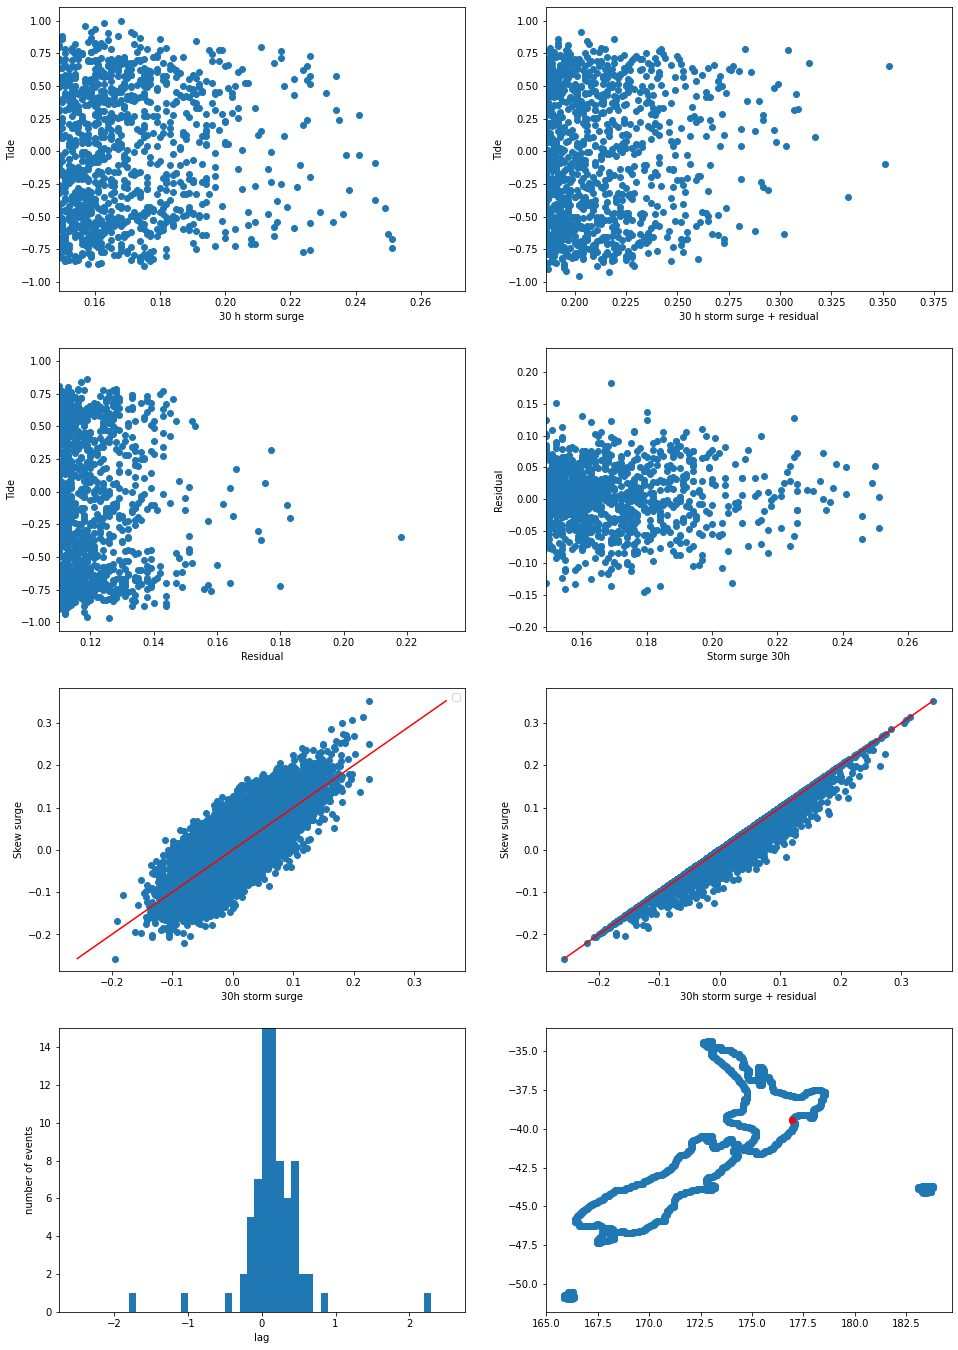 1.00
0.75
0.50
0.25
0.00
−0.25
−0.50
−0.75
−1.00
Tide
0.16 0.18 0.20 0.22 0.24 0.26
30 h storm surge
1.00
0.75
0.50
0.25
0.00
−0.25
−0.50
−0.75
−1.00
Tide
0.200 0.225 0.250 0.275 0.300 0.325 0.350 0.375
30 h storm surge + residual
1.00
0.75
0.50
0.25
0.00
−0.25
−0.50
−0.75
−1.00
Tide
0.12 0.14 0.16 0.18 0.20 0.22
Residual
0.20
0.15
0.10
0.05
0.00
−0.05
−0.10
−0.15
−0.20
Residual
0.16 0.18 0.20 0.22 0.24 0.26
Storm surge 30h
0.3
0.2
0.1
0.0
−0.1
−0.2
Skew surge
−0.2 −0.1 0.0 0.1 0.2 0.3
30h storm surge
0.3
0.2
0.1
0.0
−0.1
−0.2
Skew surge
−0.2 −0.1 0.0 0.1 0.2 0.3
30h storm surge + residual
14
12
10
8
6
4
2
0
number of events
−2 −1 0 1 2
lag
−35.0
−37.5
−40.0
−42.5
−45.0
−47.5
−50.0
165.0 167.5 170.0 172.5 175.0 177.5 180.0 182.5